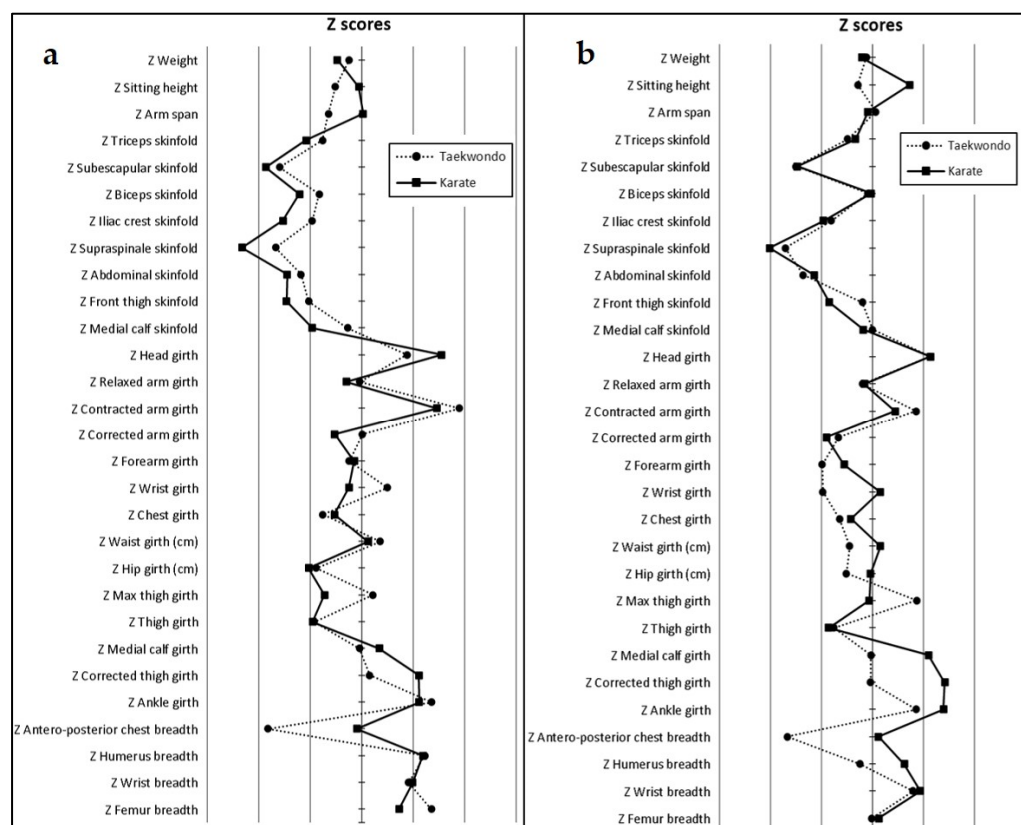 Z scores
a
Z Weight
Z Sitting height
Z Arm span
Z Triceps skinfold
Z Subescapular skinfold
Z Biceps skinfold
Z Iliac crest skinfold
Z Supraspinale skinfold
Z Abdominal skinfold
Z Front thigh skinfold
Z Medial calf skinfold
Z Head girth
Z Relaxed arm girth
Z Contracted arm girth
Z Corrected arm girth
Z Forearm girth
Z Wrist girth
Z Chest girth
Z Waist girth (cm)
Z Hip girth (cm)
Z Max thigh girth
Z Thigh girth
Z Medial calf girth
Z Corrected thigh girth
Z Ankle girth
Z Antero-posterior chest breadth
Z Humerus breadth
Z Wrist breadth
Z Femur breadth
Taekwondo
Karate
Z scores
b
Z Weight
Z Sitting height
Z Arm span
Z Triceps skinfold
Z Subescapular skinfold
Z Biceps skinfold
Z Iliac crest skinfold
Z Supraspinale skinfold
Z Abdominal skinfold
Z Front thigh skinfold
Z Medial calf skinfold
Z Head girth
Z Relaxed arm girth
Z Contracted arm girth
Z Corrected arm girth
Z Forearm girth
Z Wrist girth
Z Chest girth
Z Waist girth (cm)
Z Hip girth (cm)
Z Max thigh girth
Z Thigh girth
Z Medial calf girth
Z Corrected thigh girth
Z Ankle girth
Z Antero-posterior chest breadth
Z Humerus breadth
Z Wrist breadth
Z Femur breadth
Taekwondo
Karate